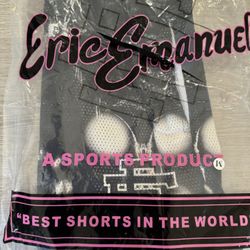 Eric Emanuel
A SPORTS PRODUCT
M
"BEST SHORTS IN THE WORLD